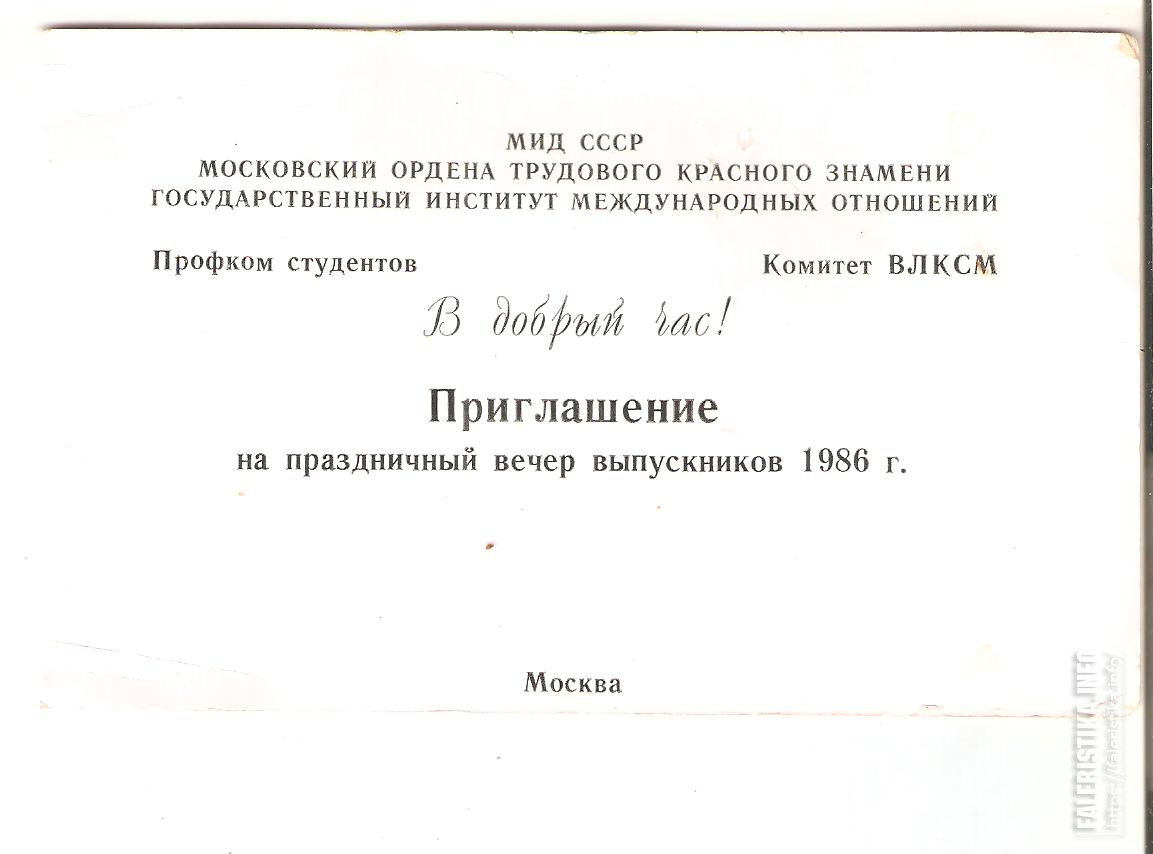 МИД СССР
МОСКОВСКИЙ ОРДЕНА ТРУДОВОГО КРАСНОГО ЗНАМЕНИ
ГОСУДАРСТВЕННЫЙ ИНСТИТУТ МЕЖДУНАРОДНЫХ ОТНОШЕНИЙ
Профком студентов Комитет ВЛКСМ
В добрый час!
Приглашение
на праздничный вечер выпускников 1986 г.
Москва
FALERISTIKA.INFO
https://faleristika.info/